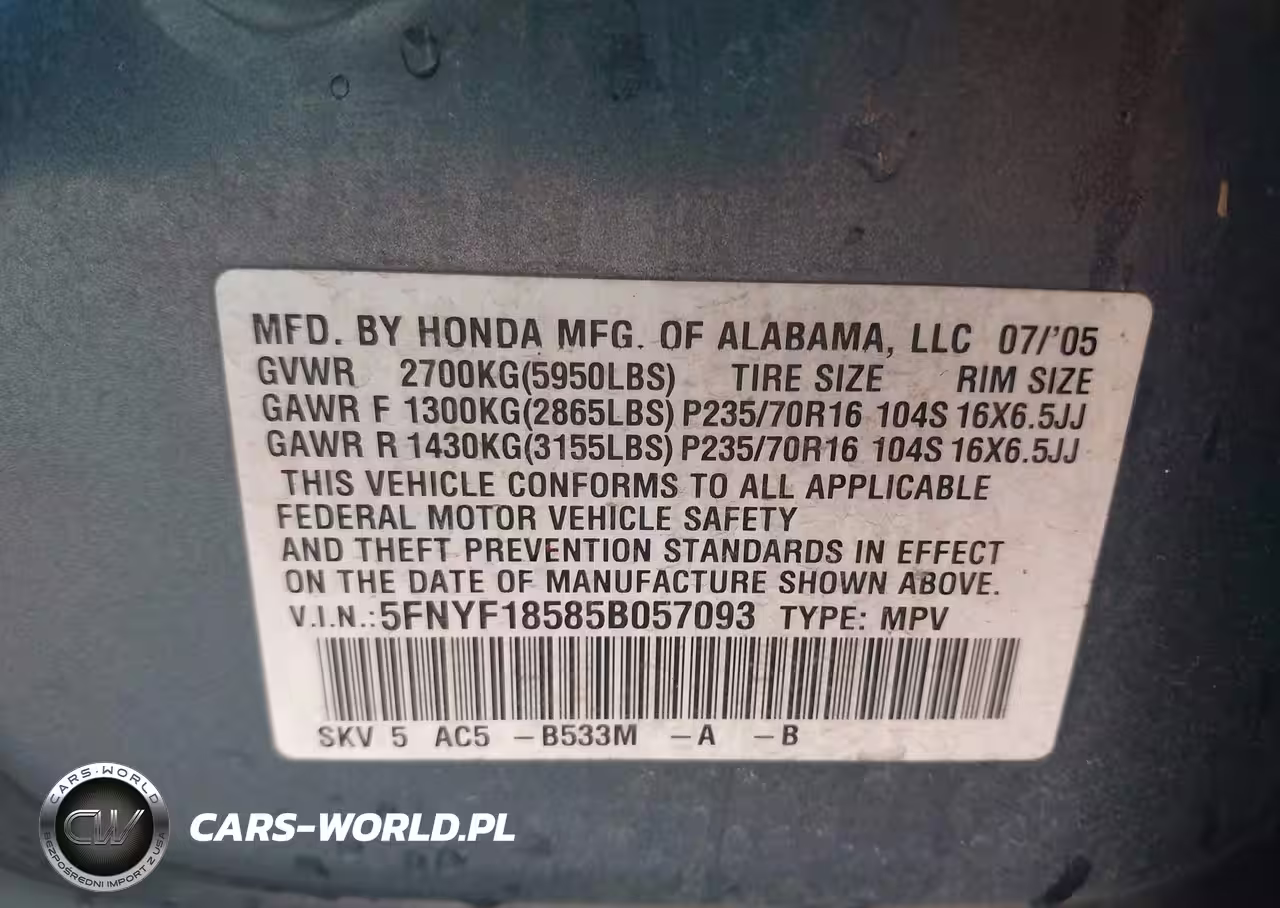 MFD. BY HONDA MFG. OF ALABAMA, LLC 07/'05
GVWR 2700KG(5950LBS) TIRE SIZE RIM SIZE
GAWR F 1300KG(2865LBS) P235/70R16 104S 16X6.5JJ
GAWR R 1430KG(3155LBS) P235/70R16 104S 16X6.5JJ
THIS VEHICLE CONFORMS TO ALL APPLICABLE
FEDERAL MOTOR VEHICLE SAFETY
AND THEFT PREVENTION STANDARDS IN EFFECT
ON THE DATE OF MANUFACTURE SHOWN ABOVE.
V.I.N.: 5FNYF18585B057093 TYPE: MPV
SKV 5 AC5 – B533M – A – B
CARS-WORLD
CW
BEZPOŚREDNI IMPORT Z USA
CARS-WORLD.PL